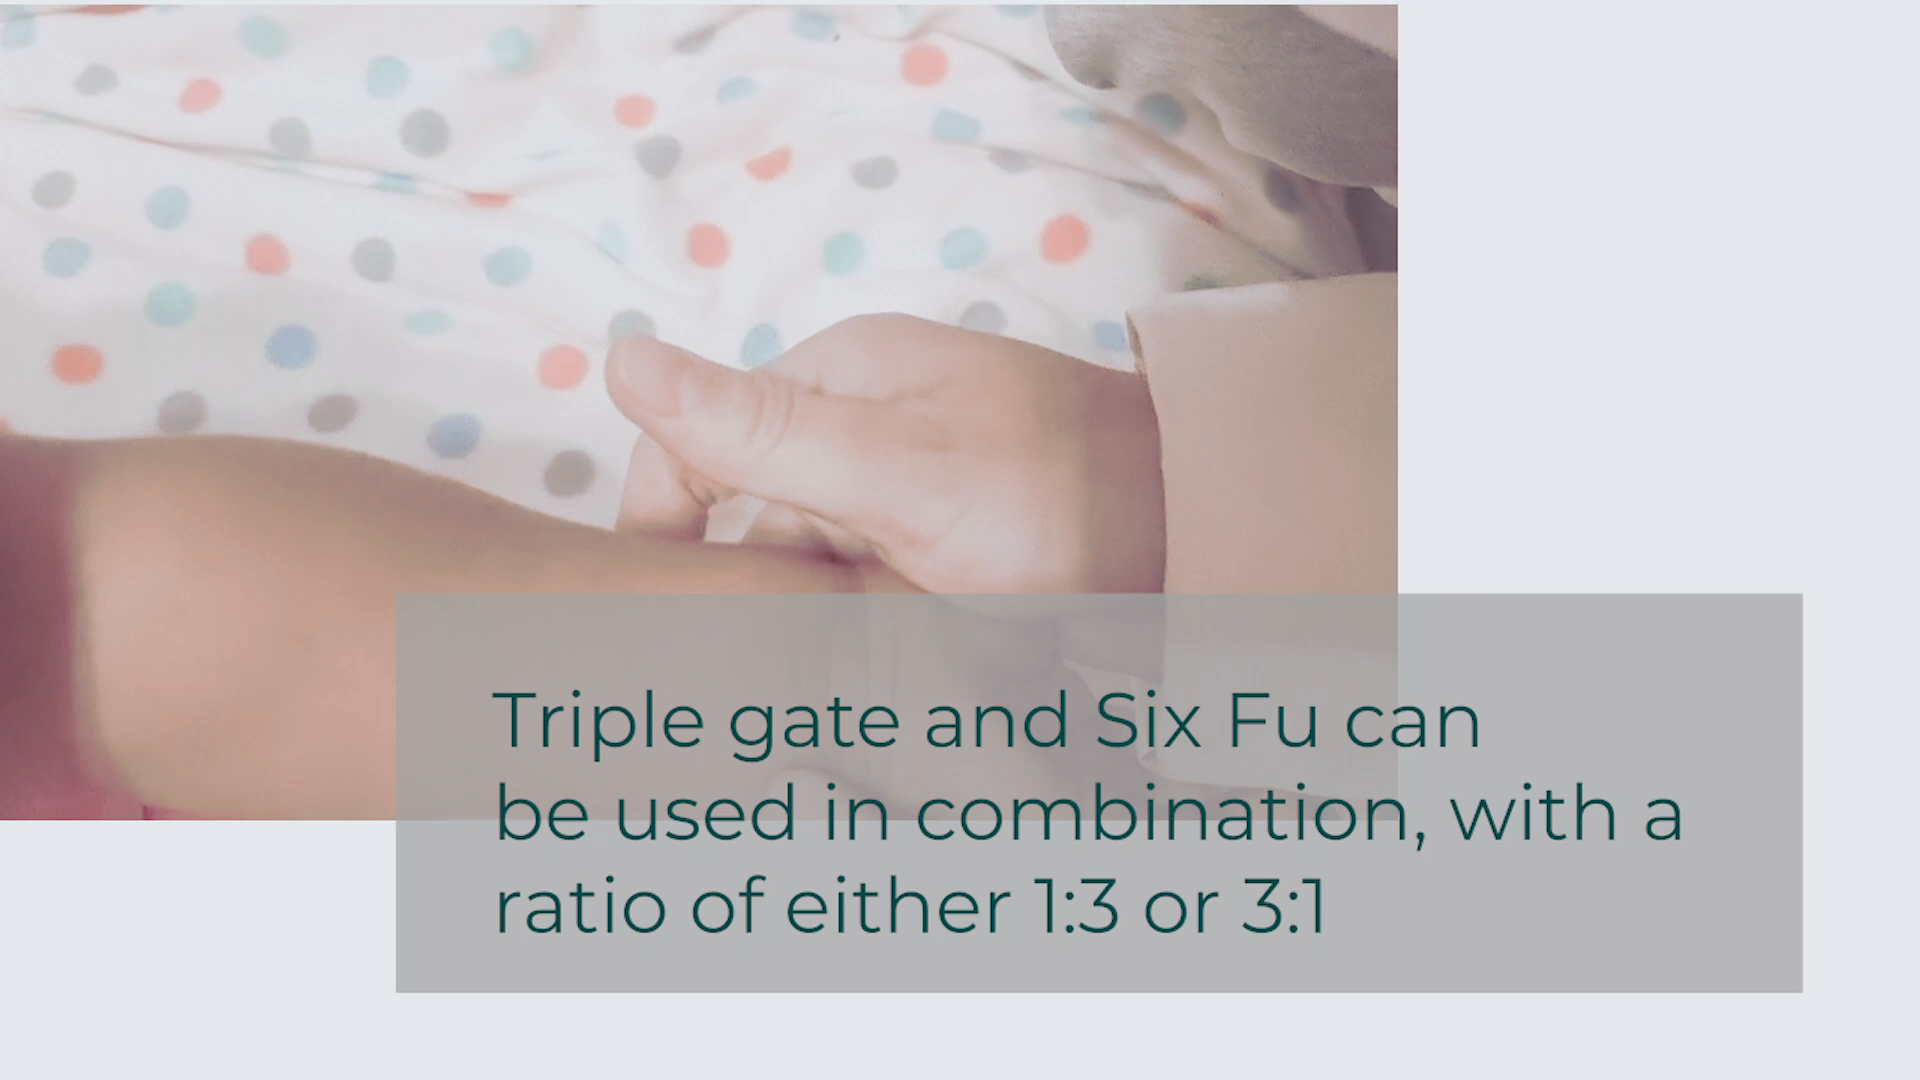 Triple gate and Six Fu can
be used in combination, with a
ratio of either 1:3 or 3:1